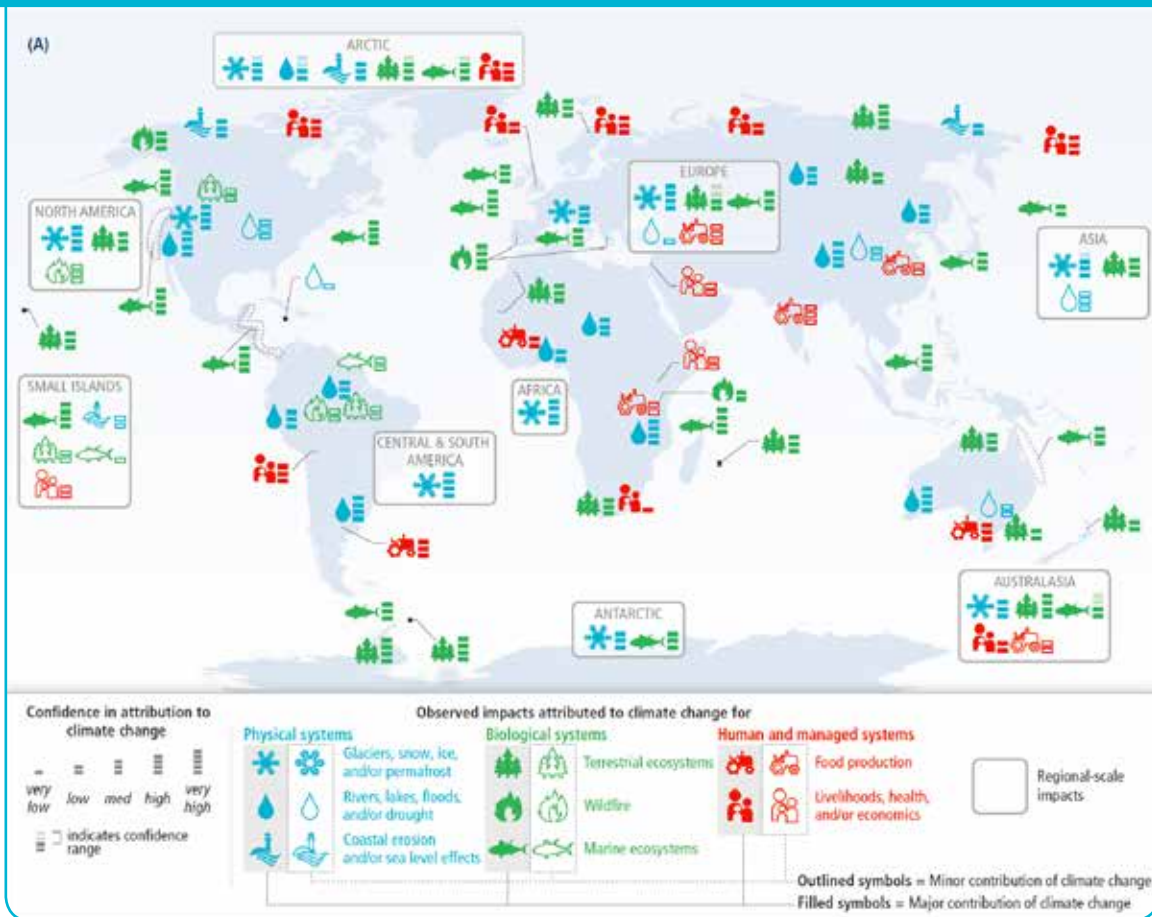 (A)
ARCTIC
EUROPE
NORTH AMERICA
ASIA
SMALL ISLANDS
AFRICA
CENTRAL & SOUTH
AMERICA
AUSTRALASIA
ANTARCTIC
Confidence in attribution to
climate change
very
low
low
med
high
very
high
indicates confidence
range
Observed impacts attributed to climate change for
Physical systems
Glaciers, snow, ice,
and/or permafrost
Rivers, lakes, floods,
and/or drought
Coastal erosion
and/or sea level effects
Biological systems
Terrestrial ecosystems
Wildfire
Marine ecosystems
Human and managed systems
Food production
Livelihoods, health,
and/or economics
Regional-scale
impacts
Outlined symbols = Minor contribution of climate change
Filled symbols = Major contribution of climate change